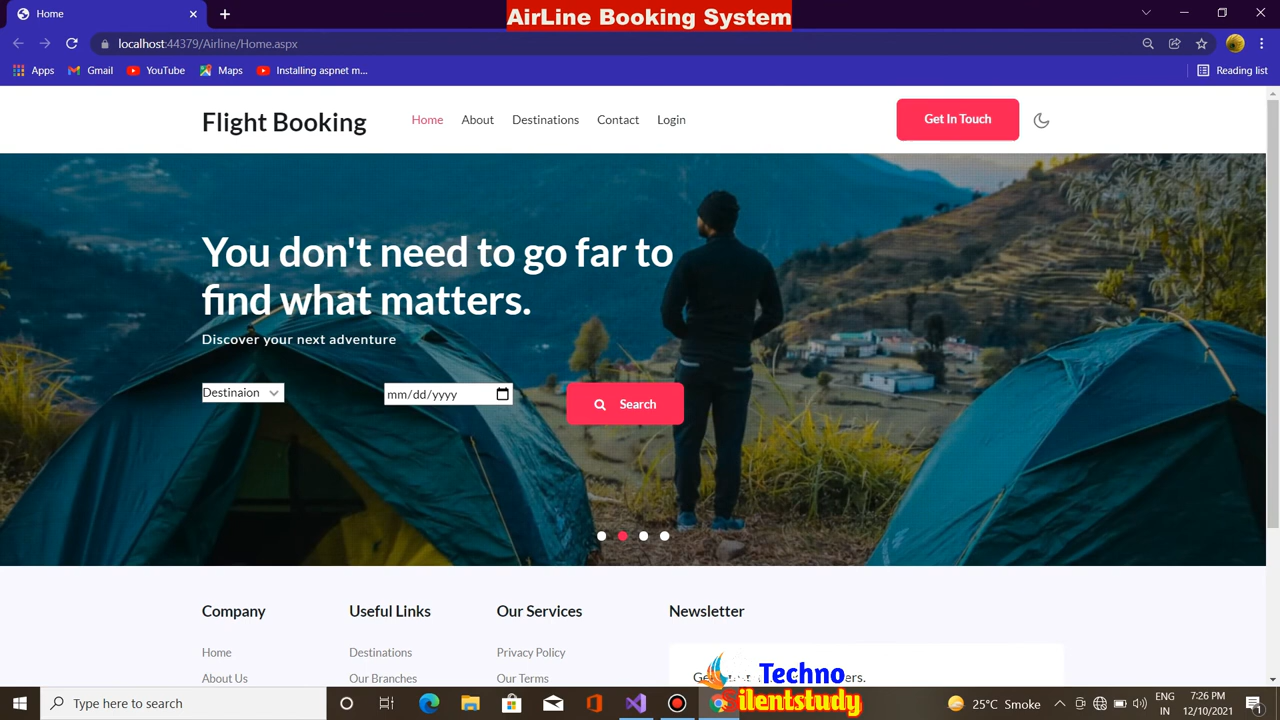 AirLine Booking System
Home
localhost:44379/Airline/Home.aspx
Apps
Gmail
YouTube
Maps
Installing aspnet m...
Reading list
Flight Booking
Home
About
Destinations
Contact
Login
Get In Touch
You don't need to go far to
find what matters.
Discover your next adventure
Destinaion
mm/dd/yyyy
Search
Company
Useful Links
Our Services
Newsletter
Home
Destinations
Privacy Policy
About Us
Our Branches
Our Terms
Techno
Silentstudy
Type here to search
25°C Smoke
ENG
IN
7:26 PM
12/10/2021
1